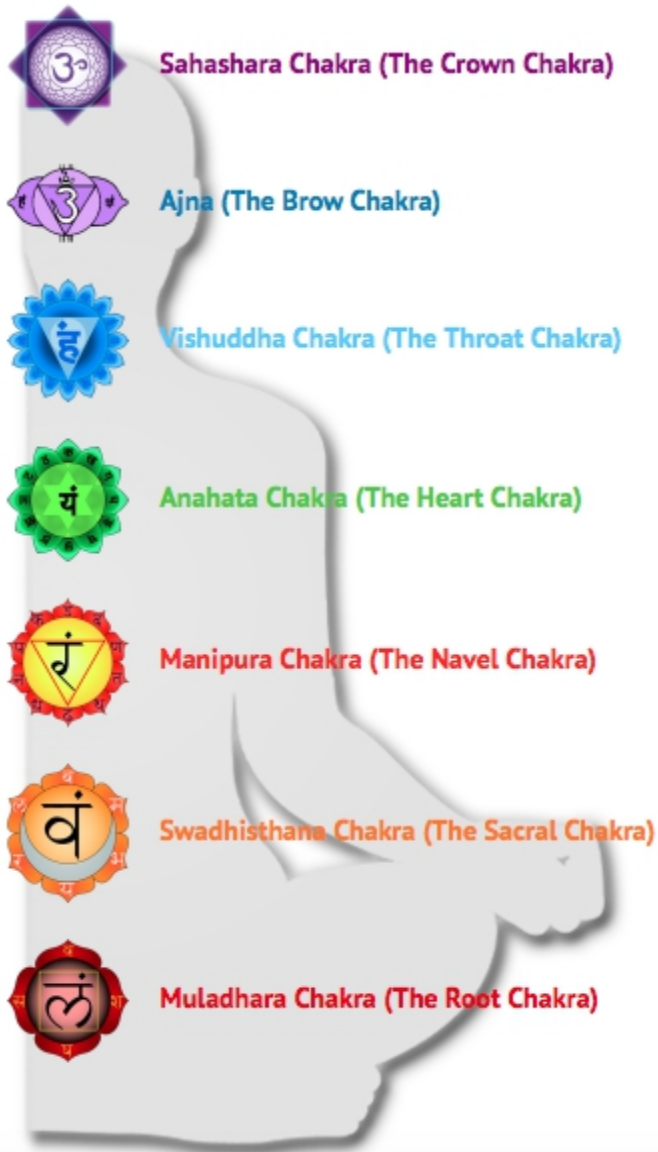 ॐ
Sahashara Chakra (The Crown Chakra)
Ajna (The Brow Chakra)
हं
Vishuddha Chakra (The Throat Chakra)
यं
Anahata Chakra (The Heart Chakra)
रं
Manipura Chakra (The Navel Chakra)
वं
Swadhisthana Chakra (The Sacral Chakra)
लं
Muladhara Chakra (The Root Chakra)